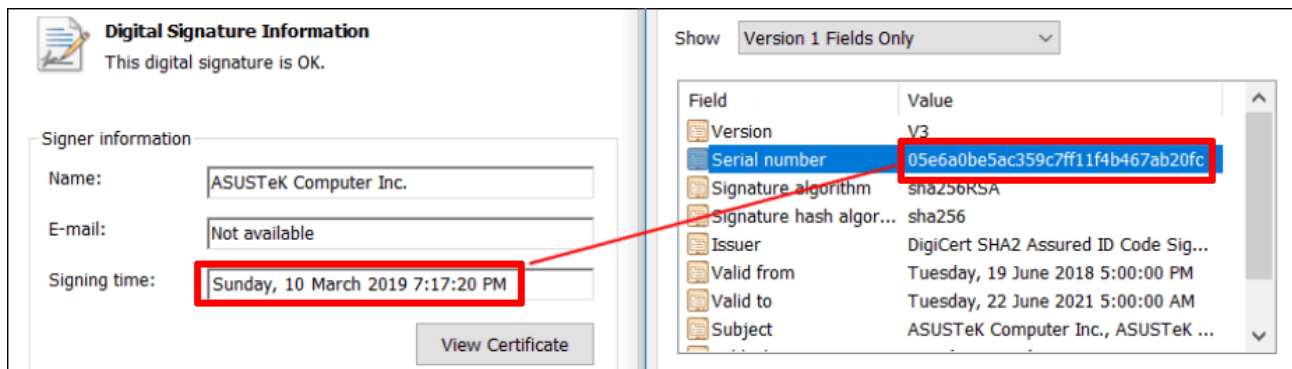 Digital Signature Information
This digital signature is OK.
Signer information
Name:
ASUSTeK Computer Inc.
E-mail:
Not available
Signing time:
Sunday, 10 March 2019 7:17:20 PM
View Certificate
Show Version 1 Fields Only
Field Value
Version V3
Serial number 05e6a0be5ac359c7ff11f4b467ab20fc
Signature algorithm sha256RSA
Signature hash algor... sha256
Issuer DigiCert SHA2 Assured ID Code Sig...
Valid from Tuesday, 19 June 2018 5:00:00 PM
Valid to Tuesday, 22 June 2021 5:00:00 AM
Subject ASUSTeK Computer Inc., ASUSTeK ...